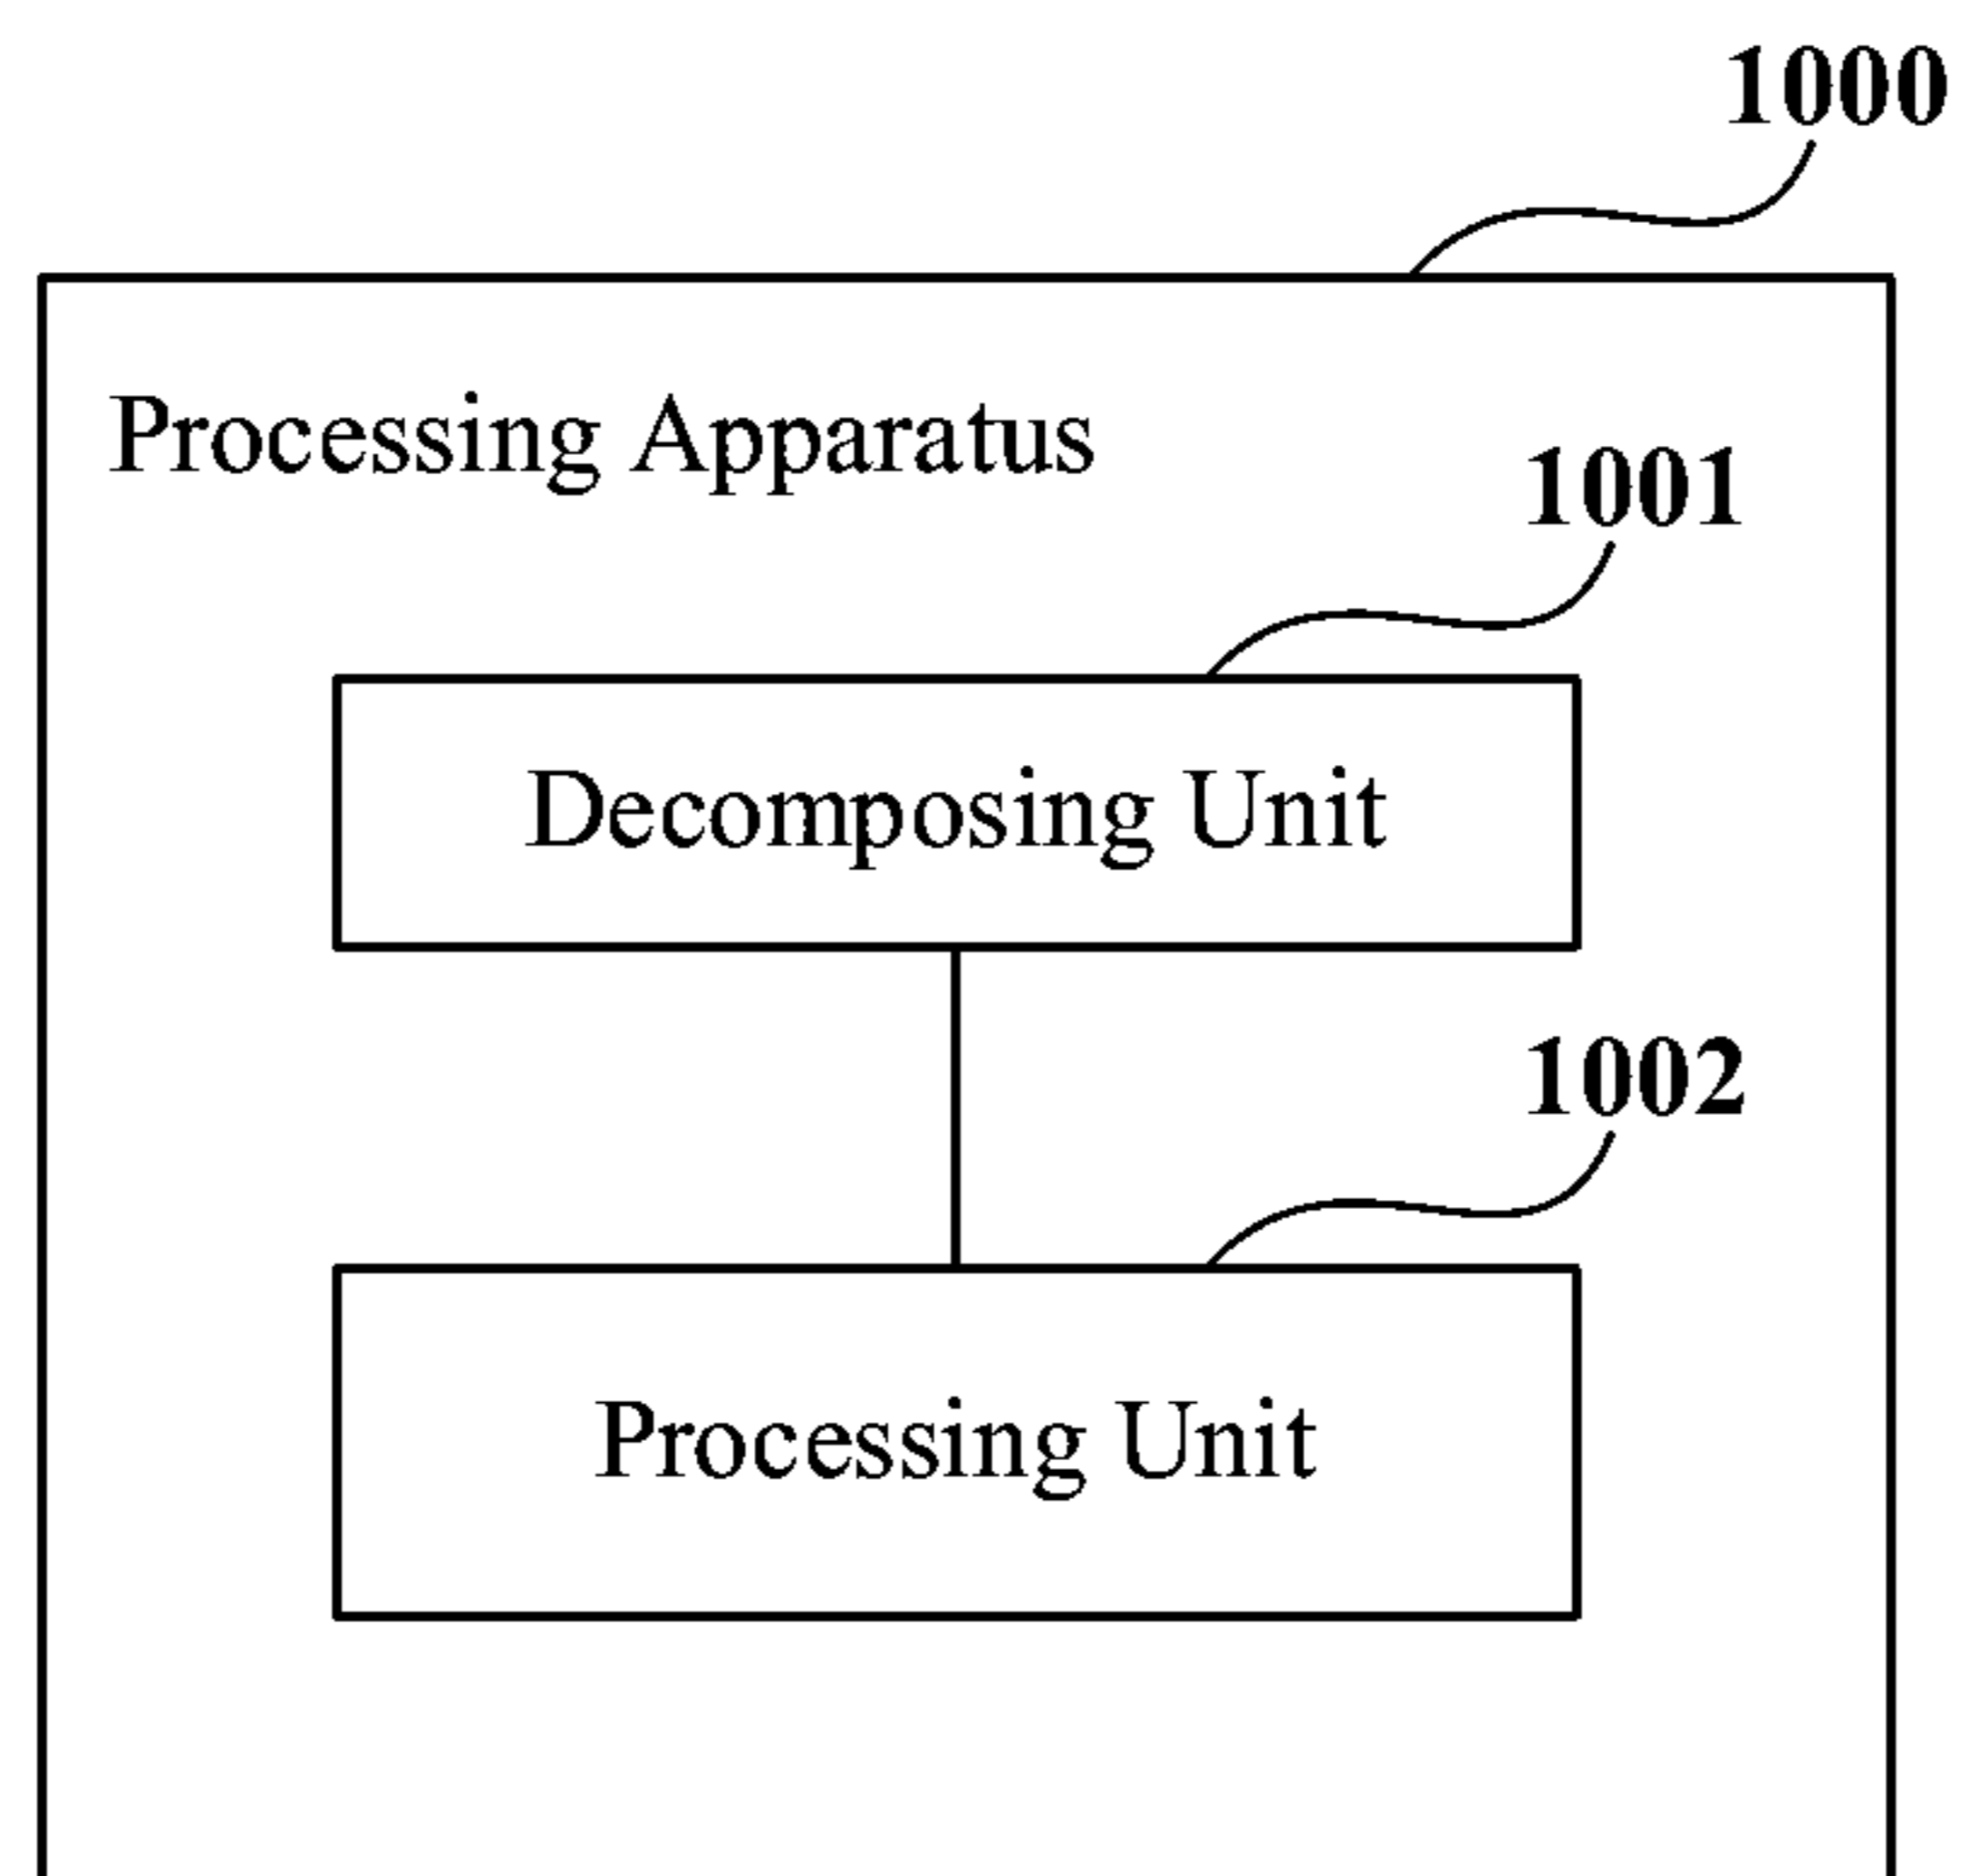 1000
Processing Apparatus
1001
Decomposing Unit
1002
Processing Unit